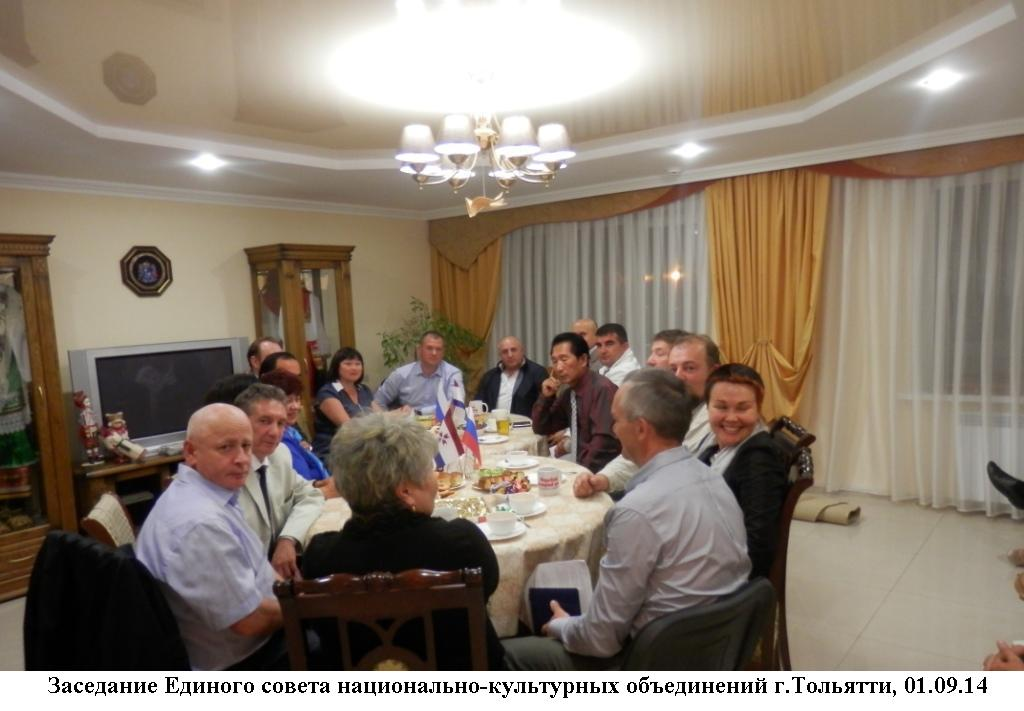 Заседание Единого совета национально-культурных объединений г.Тольятти, 01.09.14